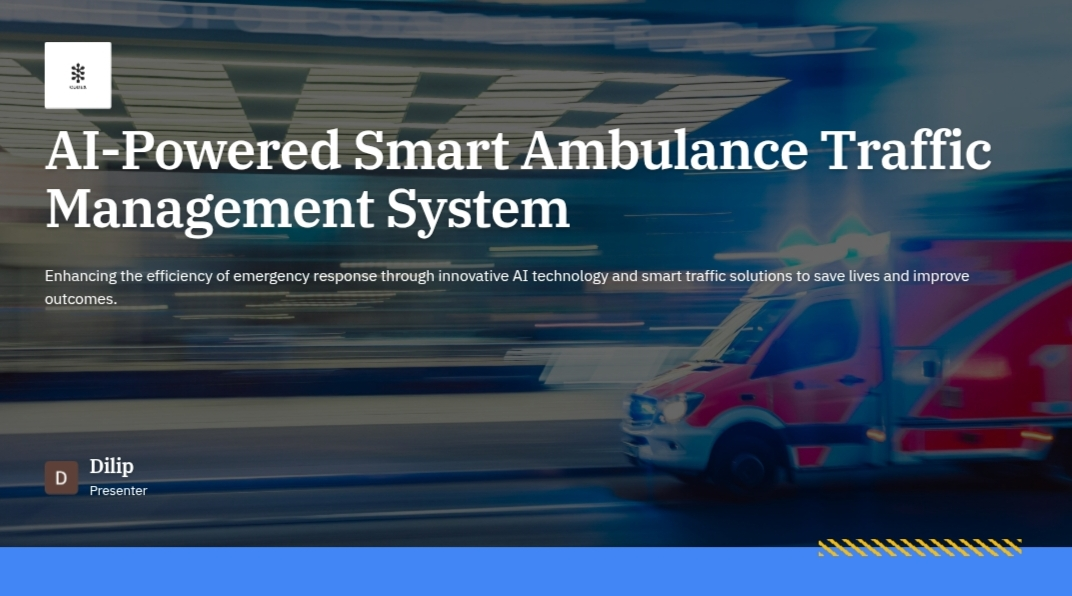 AI-Powered Smart Ambulance Traffic
Management System
Enhancing the efficiency of emergency response through innovative AI technology and smart traffic solutions to save lives and improve
outcomes.
D
Dilip
Presenter